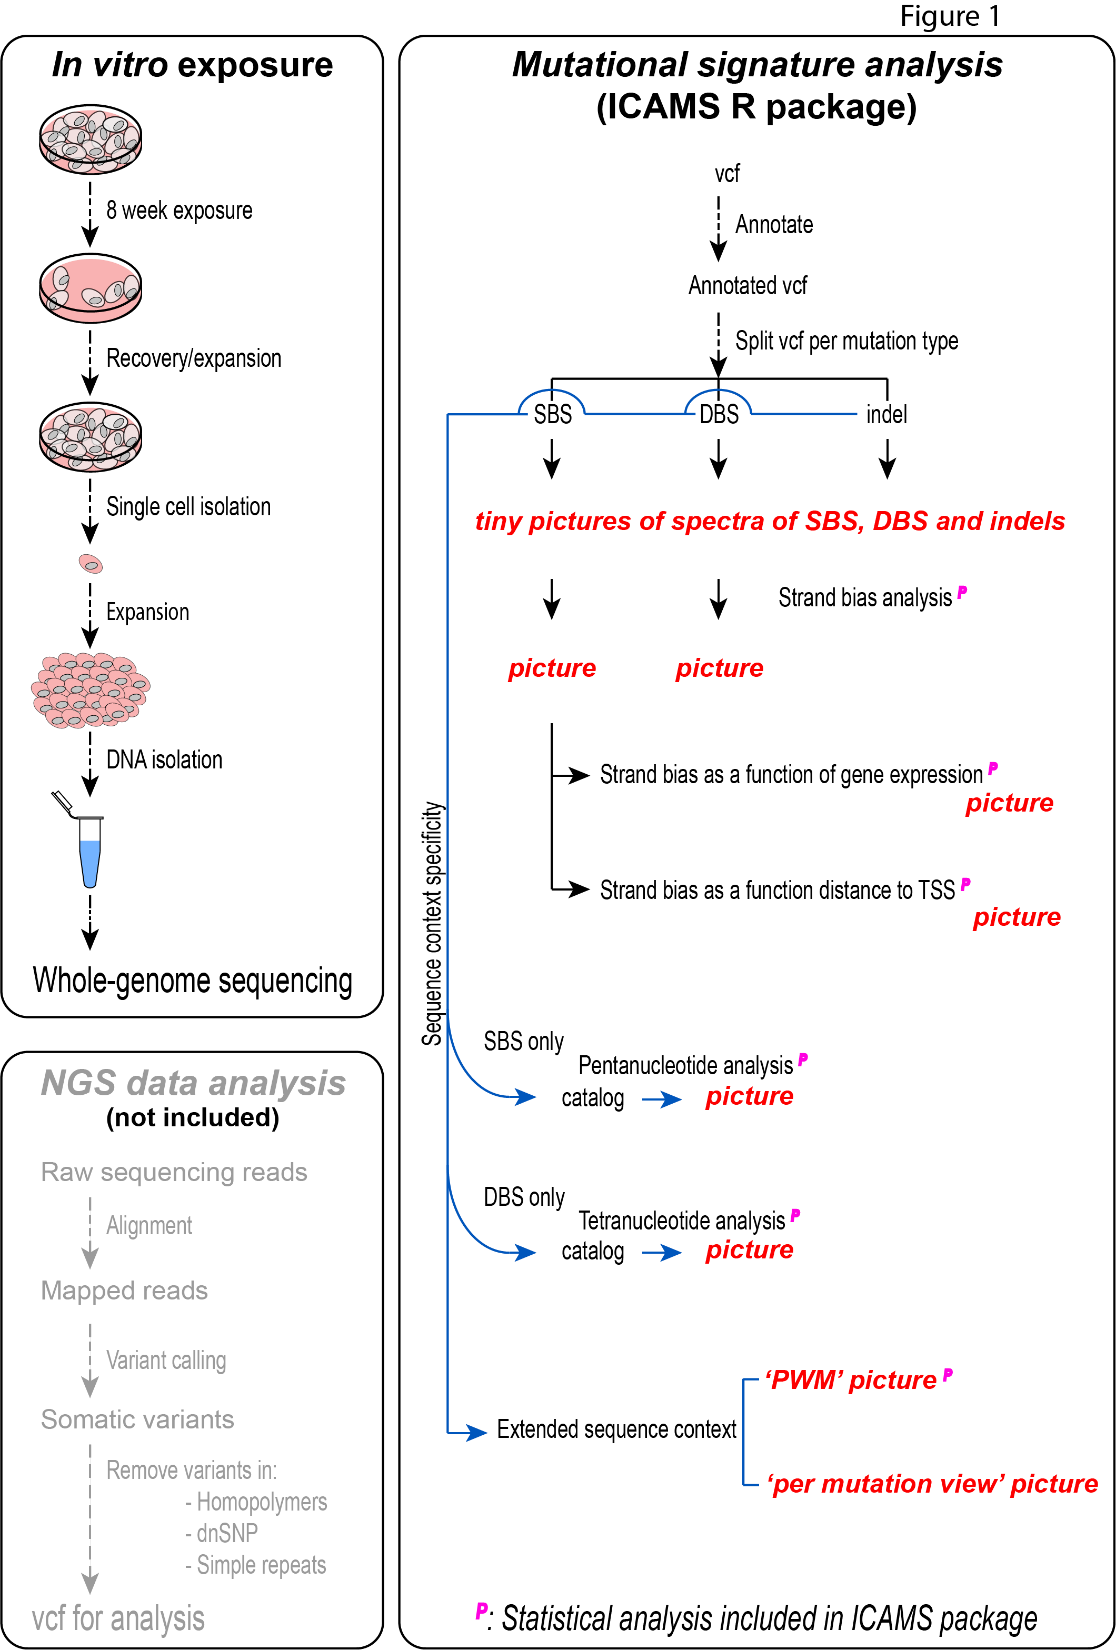 Figure 1
In vitro exposure
8 week exposure
Recovery/expansion
Single cell isolation
Expansion
DNA isolation
Whole-genome sequencing
NGS data analysis
(not included)
Raw sequencing reads
Alignment
Mapped reads
Variant calling
Somatic variants
Remove variants in:
- Homopolymers
- dnSNP
- Simple repeats
vcf for analysis
Mutational signature analysis
(ICAMS R package)
vcf
Annotate
Annotated vcf
Split vcf per mutation type
SBS DBS indel
tiny pictures of spectra of SBS, DBS and indels
Strand bias analysis P
picture picture
Strand bias as a function of gene expression P
picture
Strand bias as a function distance to TSS P
picture
Sequence context specificity
SBS only
Pentanucleotide analysis P
catalog picture
DBS only
Tetranucleotide analysis P
catalog picture
‘PWM’ picture P
Extended sequence context
‘per mutation view’ picture
P: Statistical analysis included in ICAMS package